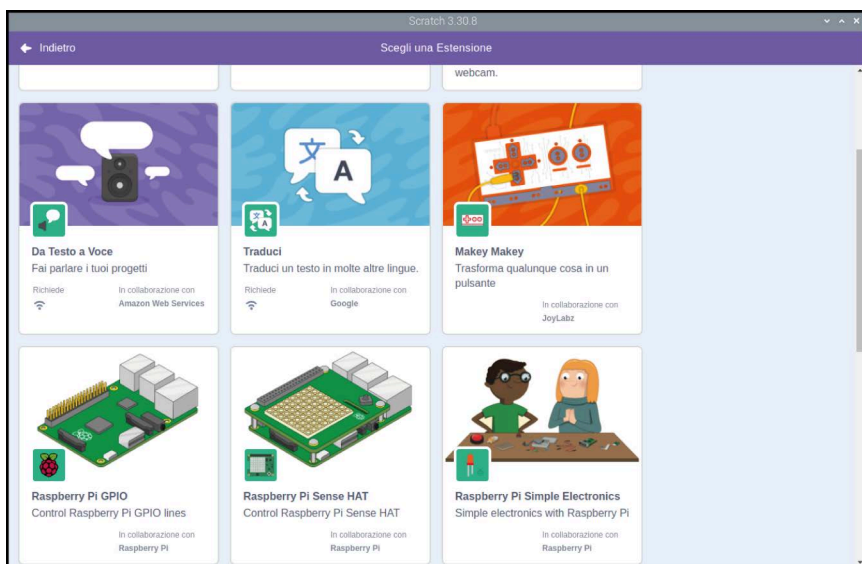 Scratch 3.30.8
Indietro
Scegli una Estensione
webcam.
文 A
Da Testo a Voce
Fai parlare i tuoi progetti
Richiede
In collaborazione con
Amazon Web Services
Traduci
Traduci un testo in molte altre lingue.
Richiede
In collaborazione con
Google
Makey Makey
Trasforma qualunque cosa in un
pulsante
In collaborazione con
JoyLabz
Raspberry Pi GPIO
Control Raspberry Pi GPIO lines
In collaborazione con
Raspberry Pi
Raspberry Pi Sense HAT
Control Raspberry Pi Sense HAT
In collaborazione con
Raspberry Pi
Raspberry Pi Simple Electronics
Simple electronics with Raspberry Pi
In collaborazione con
Raspberry Pi